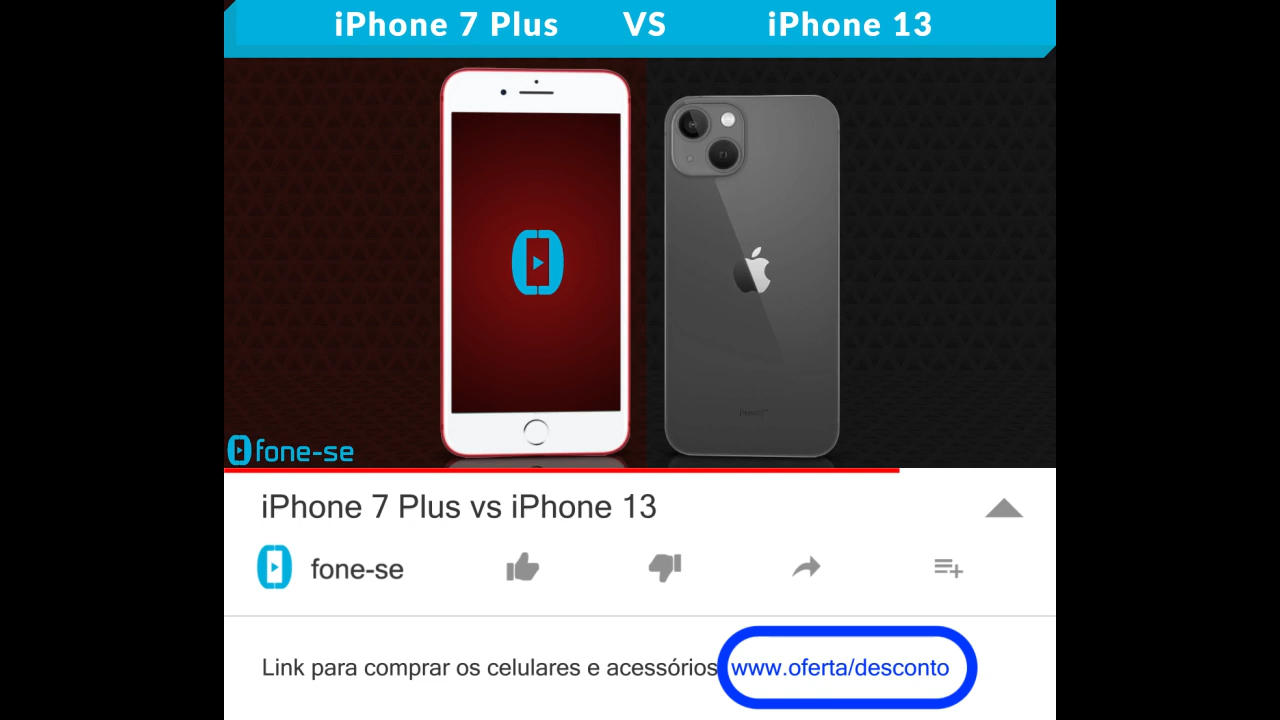 iPhone 7 Plus VS iPhone 13
fone-se
iPhone 7 Plus vs iPhone 13
fone-se
Link para comprar os celulares e acessórios www.oferta/desconto